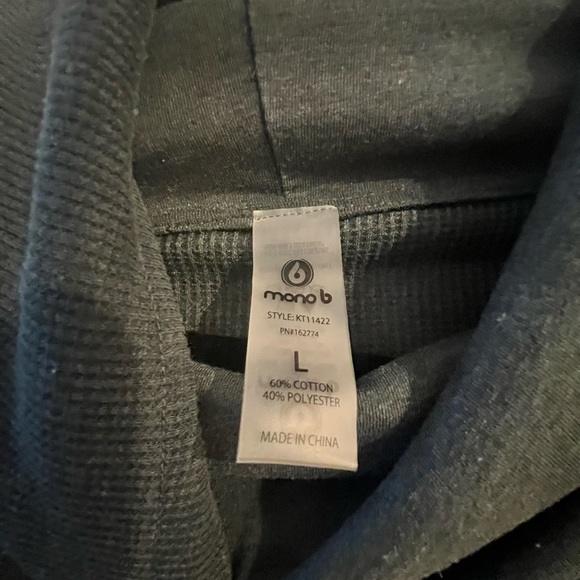 mono b
STYLE: KT11422
PN#162774
L
60% COTTON
40% POLYESTER
MADE IN CHINA